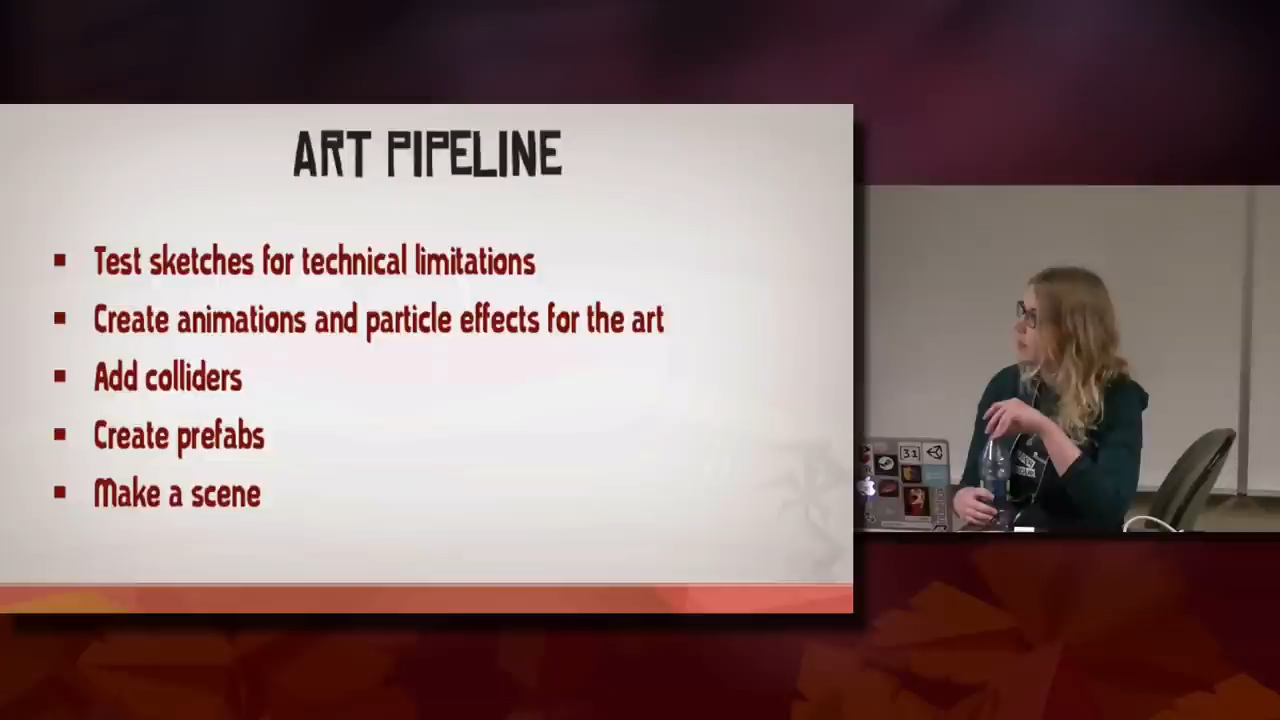 ART PIPELINE
Test sketches for technical limitations
Create animations and particle effects for the art
Add colliders
Create prefabs
Make a scene
31